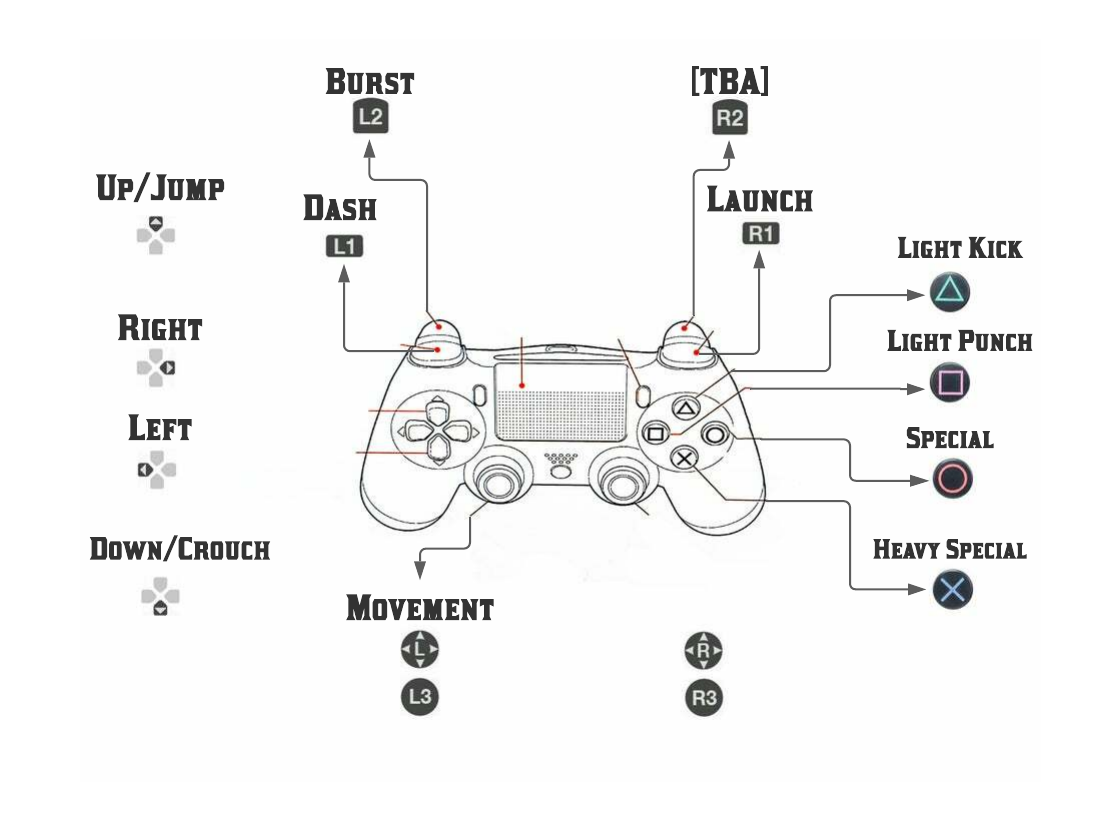 Burst
[TBA]
L2
R2
Up/Jump
Dash
Launch
L1
R1
Light Kick
Right
Light Punch
Left
Special
Down/Crouch
Heavy Special
Movement
L
R
L3
R3